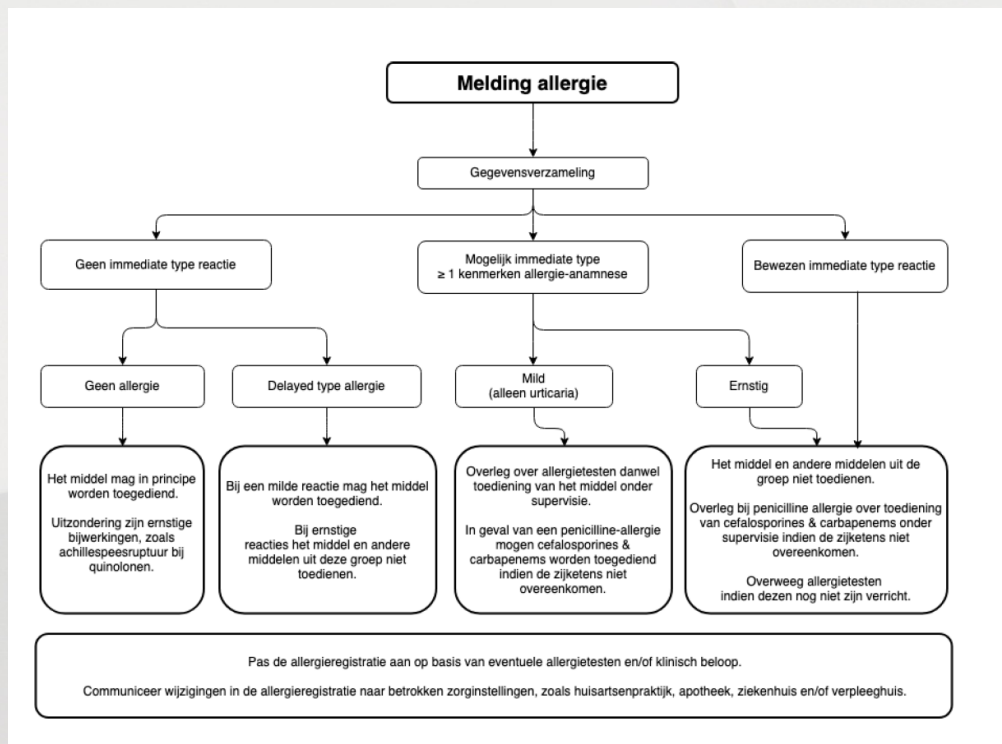 Melding allergie
Gegevensverzameling
Geen immediate type reactie
Mogelijk immediate type
≥ 1 kenmerken allergie-anamnese
Bewezen immediate type reactie
Geen allergie
Delayed type allergie
Mild
(alleen urticaria)
Ernstig
Het middel mag in principe
worden toegediend.
Uitzondering zijn ernstige
bijwerkingen, zoals
achillespeesruptuur bij
quinolonen.
Bij een milde reactie mag het middel
worden toegediend.
Bij ernstige
reacties het middel en andere
middelen uit deze groep niet
toedienen.
Overleg over allergietesten danwel
toediening van het middel onder
supervisie.
In geval van een penicilline-allergie
mogen cefalosporines &
carbapenems worden toegediend
indien de zijketens niet
overeenkomen.
Het middel en andere middelen uit de
groep niet toedienen.
Overleg bij penicilline allergie over toediening
van cefalosporines & carbapenems onder
supervisie indien de zijketens niet
overeenkomen.
Overweeg allergietesten
indien dezen nog niet zijn verricht.
Pas de allergieregistratie aan op basis van eventuele allergietesten en/of klinisch beloop.
Communiceer wijzigingen in de allergieregistratie naar betrokken zorginstellingen, zoals huisartsenpraktijk, apotheek, ziekenhuis en/of verpleeghuis.